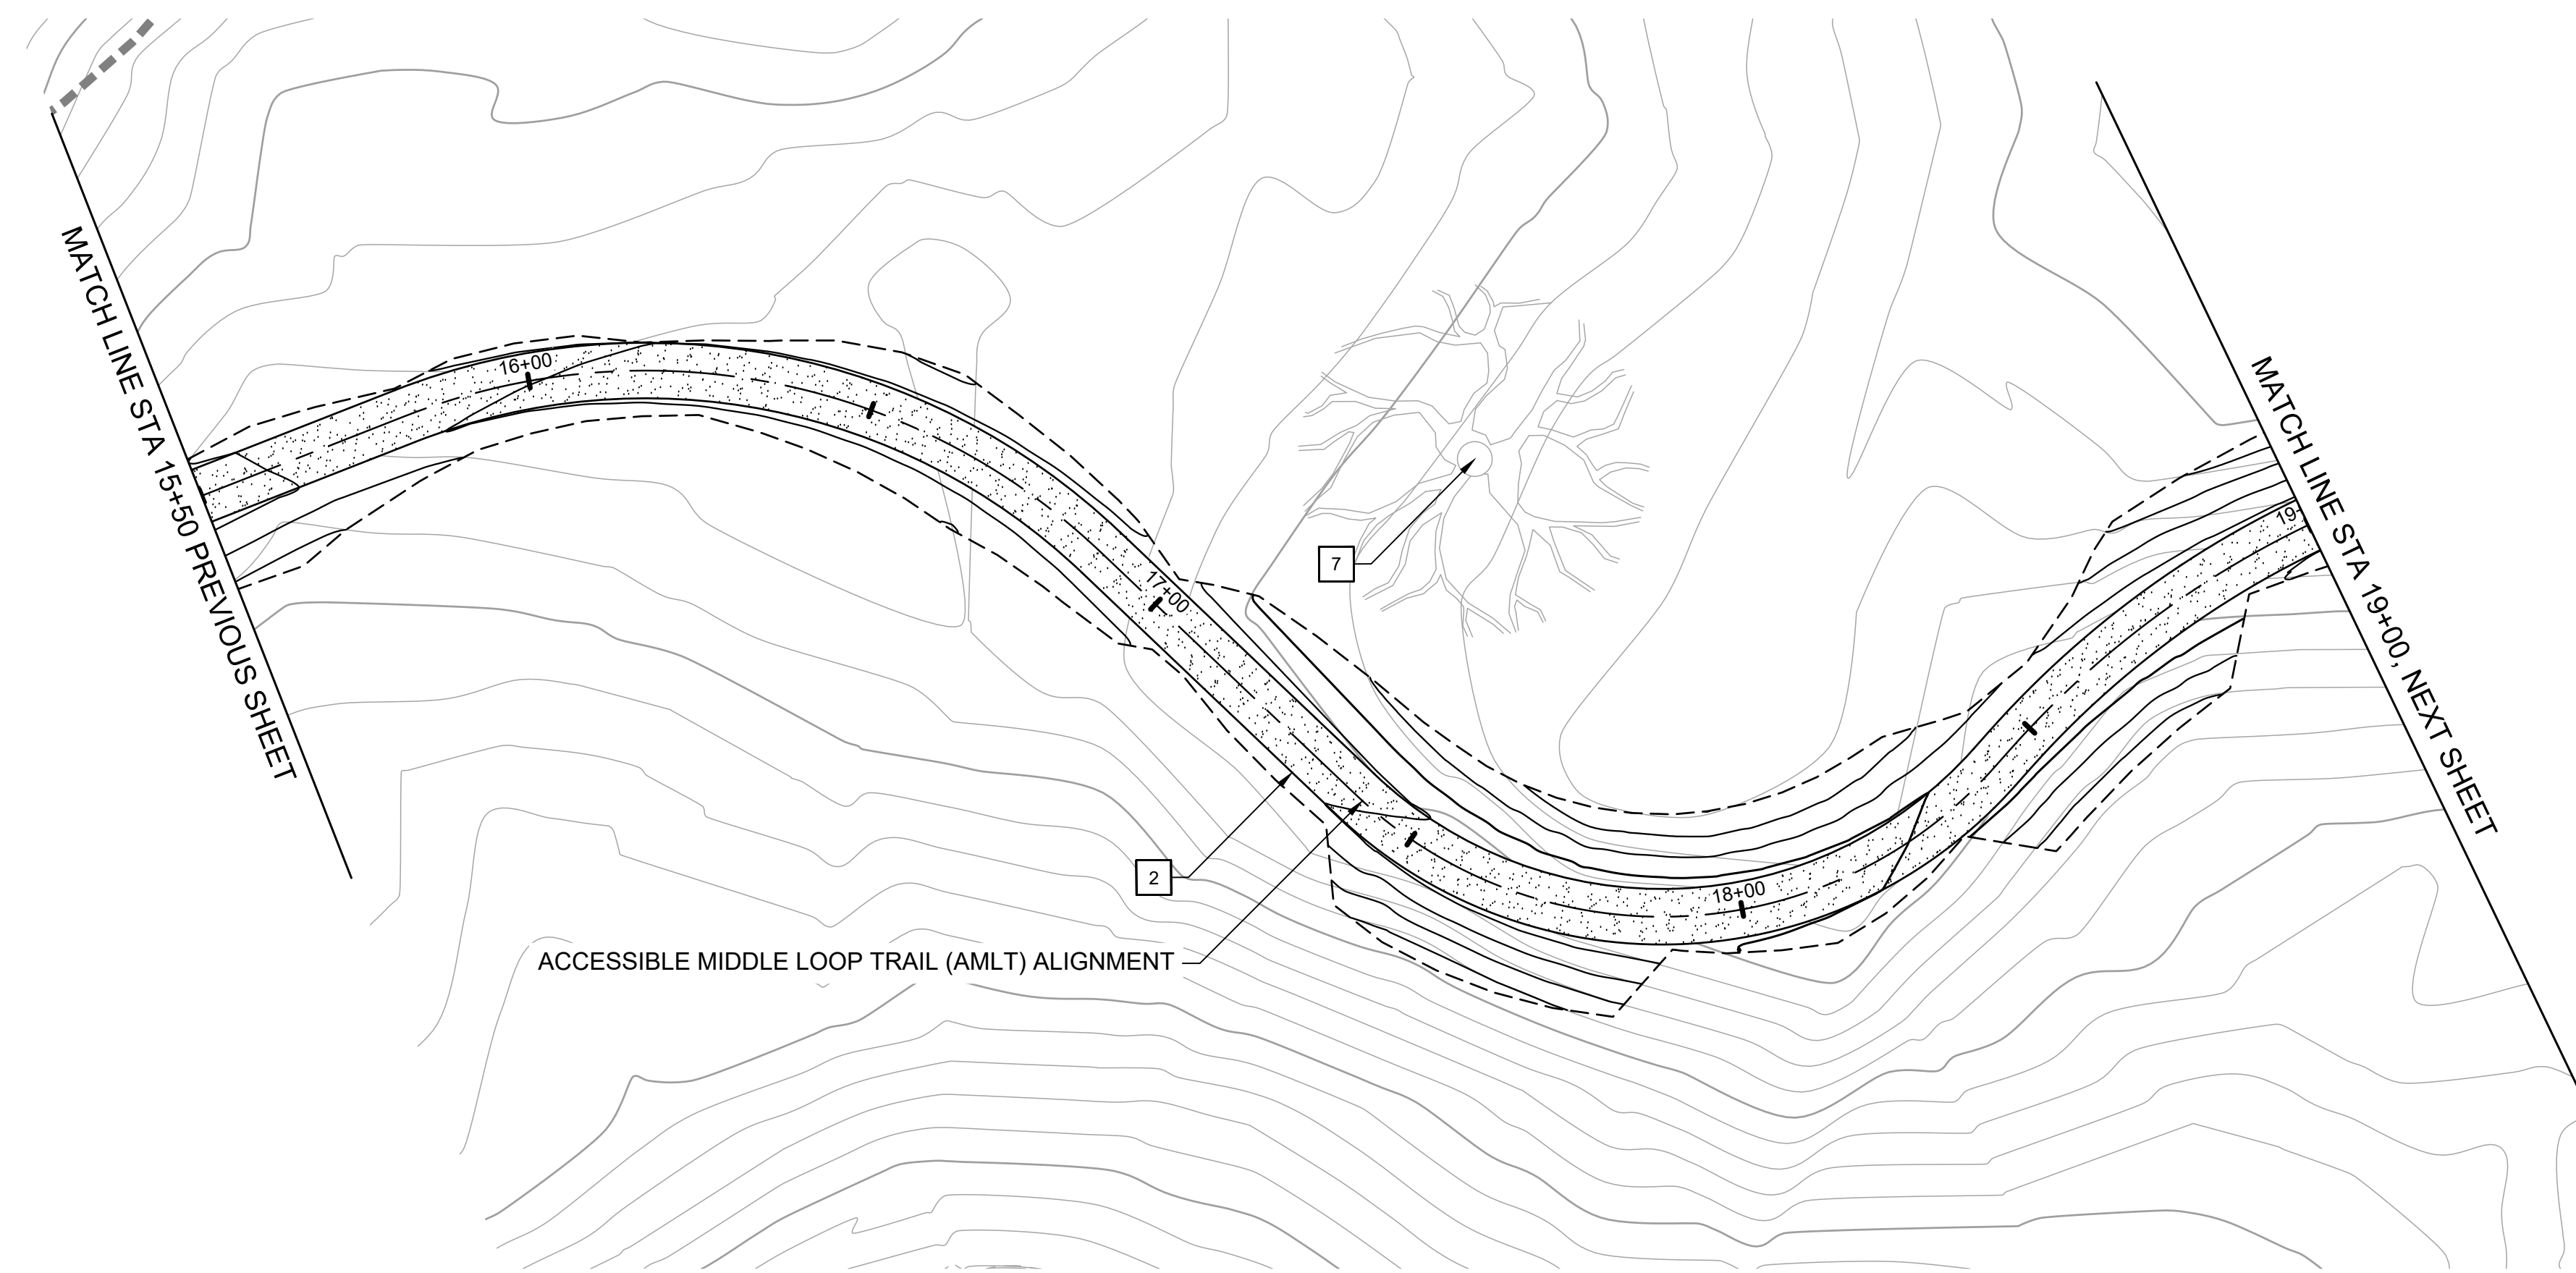 MATCH LINE STA 15+50 PREVIOUS SHEET
16+00
17+00
7
2
ACCESSIBLE MIDDLE LOOP TRAIL (AMLT) ALIGNMENT
18+00
19
MATCH LINE STA 19+00, NEXT SHEET